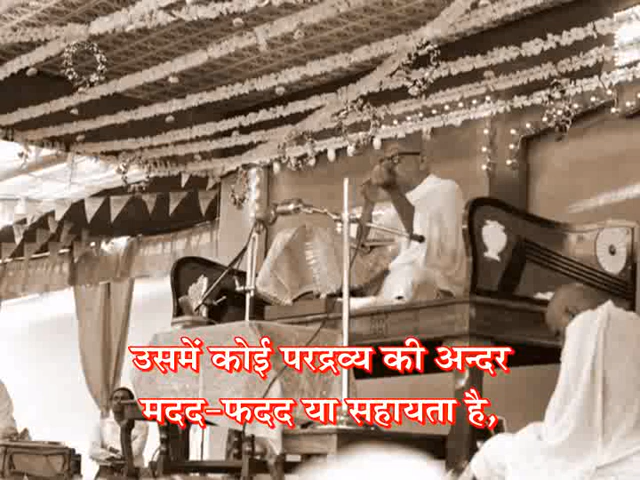 उसमें कोई परद्रव्य की अन्दर
मदद-फदद या सहायता है,